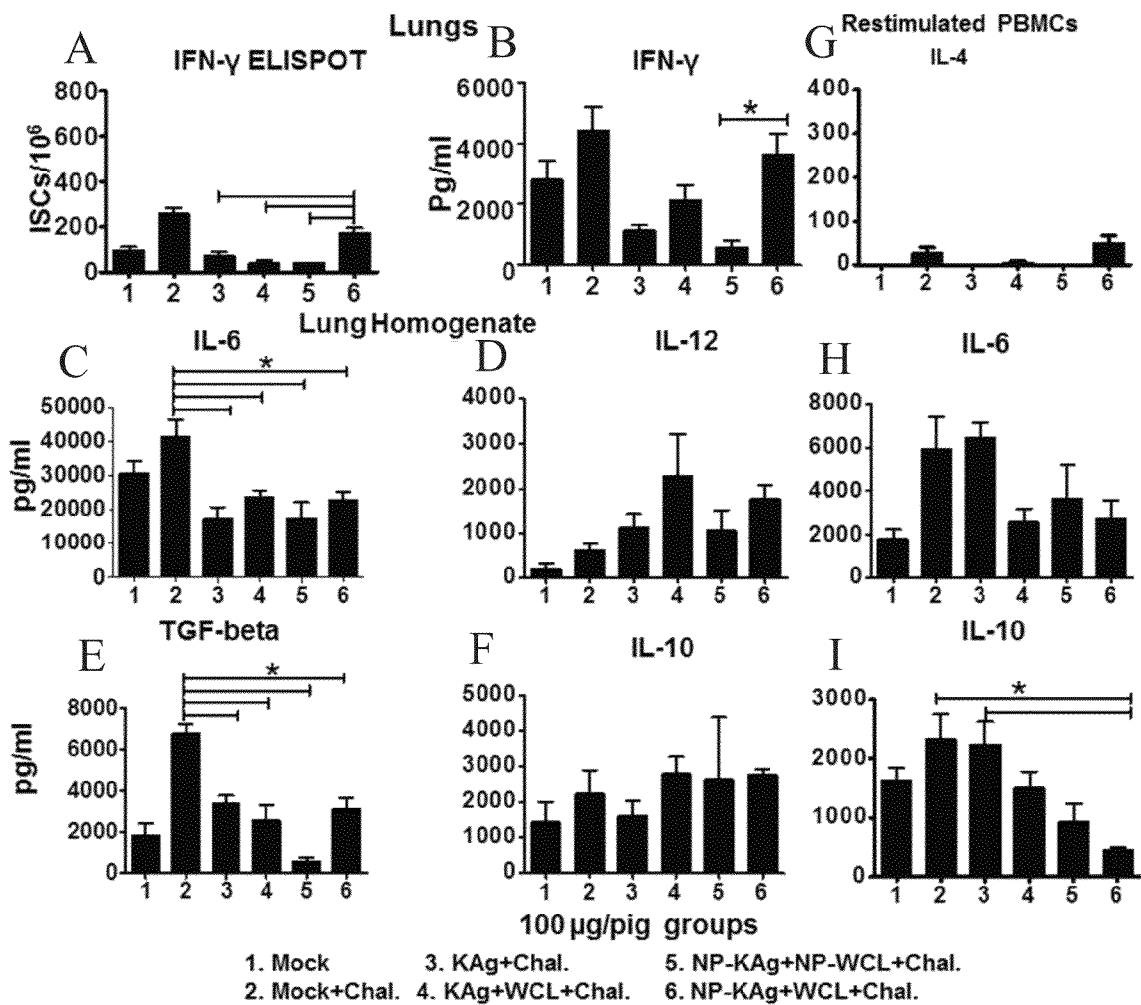 Lungs
Restimulated PBMCs
A
IFN-γ ELISPOT
B
IFN-γ
G
IL-4
ISCs/10⁶
800
600
400
200
0
1 2 3 4 5 6
Pg/ml
6000
4000
2000
0
*
1 2 3 4 5 6
400
300
200
100
0
1 2 3 4 5 6
Lung Homogenate
C
IL-6
D
IL-12
H
IL-6
pg/ml
50000
40000
30000
20000
10000
0
*
1 2 3 4 5 6
4000
3000
2000
1000
0
1 2 3 4 5 6
8000
6000
4000
2000
0
1 2 3 4 5 6
E
TGF-beta
F
IL-10
I
IL-10
pg/ml
8000
6000
4000
2000
0
*
1 2 3 4 5 6
5000
4000
3000
2000
1000
0
1 2 3 4 5 6
3000
2000
1000
0
*
1 2 3 4 5 6
100 µg/pig groups
1. Mock 3. KAg+Chal. 5. NP-KAg+NP-WCL+Chal.
2. Mock+Chal. 4. KAg+WCL+Chal. 6. NP-KAg+WCL+Chal.